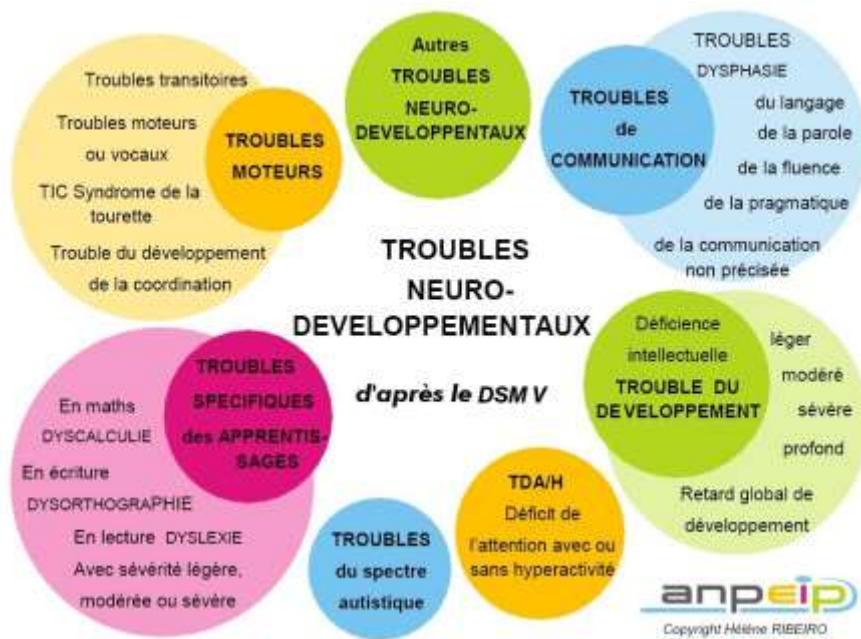 Troubles transitoires
Troubles moteurs
ou vocaux
TIC Syndrome de la
tourette
Trouble du développement
de la coordination
TROUBLES
MOTEURS
Autres
TROUBLES
NEURO-
DEVELOPPENTAUX
TROUBLES
de
COMMUNICATION
TROUBLES
DYSPHASIE
du langage
de la parole
de la fluence
de la pragmatique
de la communication
non précisée
TROUBLES
NEURO-
DEVELOPPEMENTAUX
d'après le DSM V
Déficience
intellectuelle
TROUBLE DU
DEVELOPPEMENT
léger
modéré
sévère
profond
Retard global de
développement
TROUBLES
SPECIFIQUES
des APPRENTIS-
SAGES
En maths
DYSCALCULIE
En écriture
DYSORTHOGRAPHIE
En lecture DYSLEXIE
Avec sévérité légère,
modérée ou sévère
TROUBLES
du spectre
autistique
TDA/H
Déficit de
l'attention avec ou
sans hyperactivité
anpeip
Copyright Hélène RIBEIRO